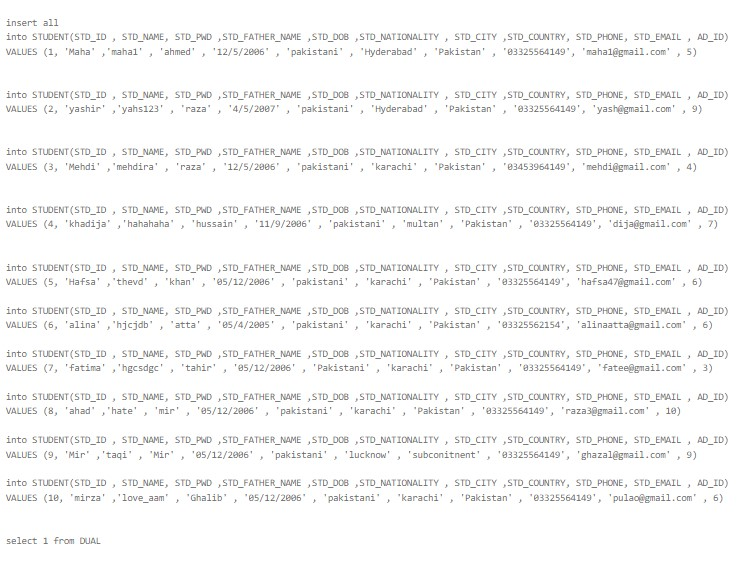 insert all
into STUDENT(STD_ID , STD_NAME, STD_PWD ,STD_FATHER_NAME ,STD_DOB ,STD_NATIONALITY , STD_CITY ,STD_COUNTRY, STD_PHONE, STD_EMAIL , AD_ID)
VALUES (1, 'Maha' ,'maha1' , 'ahmed' , '12/5/2006' , 'pakistani' , 'Hyderabad' , 'Pakistan' , '03325564149', 'maha1@gmail.com' , 5)
into STUDENT(STD_ID , STD_NAME, STD_PWD ,STD_FATHER_NAME ,STD_DOB ,STD_NATIONALITY , STD_CITY ,STD_COUNTRY, STD_PHONE, STD_EMAIL , AD_ID)
VALUES (2, 'yashir' ,'yahs123' , 'raza' , '4/5/2007' , 'pakistani' , 'Hyderabad' , 'Pakistan' , '03325564149', 'yash@gmail.com' , 9)
into STUDENT(STD_ID , STD_NAME, STD_PWD ,STD_FATHER_NAME ,STD_DOB ,STD_NATIONALITY , STD_CITY ,STD_COUNTRY, STD_PHONE, STD_EMAIL , AD_ID)
VALUES (3, 'Mehdi' ,'mehdira' , 'raza' , '12/5/2006' , 'pakistani' , 'karachi' , 'Pakistan' , '03453964149', 'mehdi@gmail.com' , 4)
into STUDENT(STD_ID , STD_NAME, STD_PWD ,STD_FATHER_NAME ,STD_DOB ,STD_NATIONALITY , STD_CITY ,STD_COUNTRY, STD_PHONE, STD_EMAIL , AD_ID)
VALUES (4, 'khadija' ,'hahahaha' , 'hussain' , '11/9/2006' , 'pakistani' , 'multan' , 'Pakistan' , '03325564149', 'dija@gmail.com' , 7)
into STUDENT(STD_ID , STD_NAME, STD_PWD ,STD_FATHER_NAME ,STD_DOB ,STD_NATIONALITY , STD_CITY ,STD_COUNTRY, STD_PHONE, STD_EMAIL , AD_ID)
VALUES (5, 'Hafsa' ,'thevd' , 'khan' , '05/12/2006' , 'pakistani' , 'karachi' , 'Pakistan' , '03325564149', 'hafsa47@gmail.com' , 6)
into STUDENT(STD_ID , STD_NAME, STD_PWD ,STD_FATHER_NAME ,STD_DOB ,STD_NATIONALITY , STD_CITY ,STD_COUNTRY, STD_PHONE, STD_EMAIL , AD_ID)
VALUES (6, 'alina' ,'hjcjdb' , 'atta' , '05/4/2005' , 'pakistani' , 'karachi' , 'Pakistan' , '03325562154', 'alinaatta@gmail.com' , 6)
into STUDENT(STD_ID , STD_NAME, STD_PWD ,STD_FATHER_NAME ,STD_DOB ,STD_NATIONALITY , STD_CITY ,STD_COUNTRY, STD_PHONE, STD_EMAIL , AD_ID)
VALUES (7, 'fatima' ,'hgcsdgc' , 'tahir' , '05/12/2006' , 'Pakistani' , 'karachi' , 'Pakistan' , '03325564149', 'fatee@gmail.com' , 3)
into STUDENT(STD_ID , STD_NAME, STD_PWD ,STD_FATHER_NAME ,STD_DOB ,STD_NATIONALITY , STD_CITY ,STD_COUNTRY, STD_PHONE, STD_EMAIL , AD_ID)
VALUES (8, 'ahad' ,'hate' , 'mir' , '05/12/2006' , 'pakistani' , 'karachi' , 'Pakistan' , '03325564149', 'raza3@gmail.com' , 10)
into STUDENT(STD_ID , STD_NAME, STD_PWD ,STD_FATHER_NAME ,STD_DOB ,STD_NATIONALITY , STD_CITY ,STD_COUNTRY, STD_PHONE, STD_EMAIL , AD_ID)
VALUES (9, 'Mir' ,'taqi' , 'Mir' , '05/12/2006' , 'pakistani' , 'lucknow' , 'subconitnent' , '03325564149', 'ghazal@gmail.com' , 9)
into STUDENT(STD_ID , STD_NAME, STD_PWD ,STD_FATHER_NAME ,STD_DOB ,STD_NATIONALITY , STD_CITY ,STD_COUNTRY, STD_PHONE, STD_EMAIL , AD_ID)
VALUES (10, 'mirza' ,'love_aam' , 'Ghalib' , '05/12/2006' , 'pakistani' , 'karachi' , 'Pakistan' , '03325564149', 'pulao@gmail.com' , 6)
select 1 from DUAL